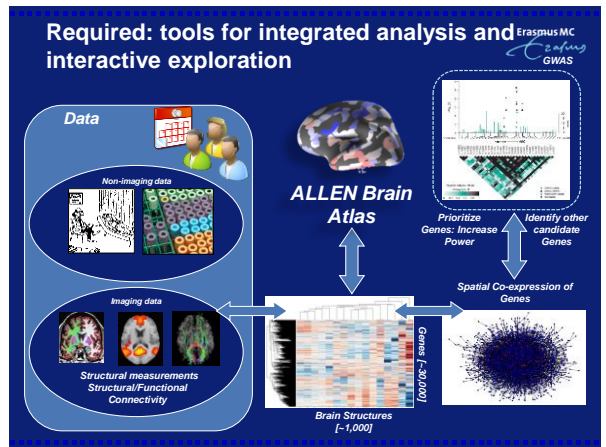 Required: tools for integrated analysis and
interactive exploration
Erasmus MC
Erasmus
GWAS
Data
Non-imaging data
Imaging data
Structural measurements
Structural/Functional
Connectivity
ALLEN Brain
Atlas
Prioritize
Genes: Increase
Power
Identify other
candidate
Genes
Spatial Co-expression of
Genes
Genes [~30,000]
Brain Structures
[~1,000]